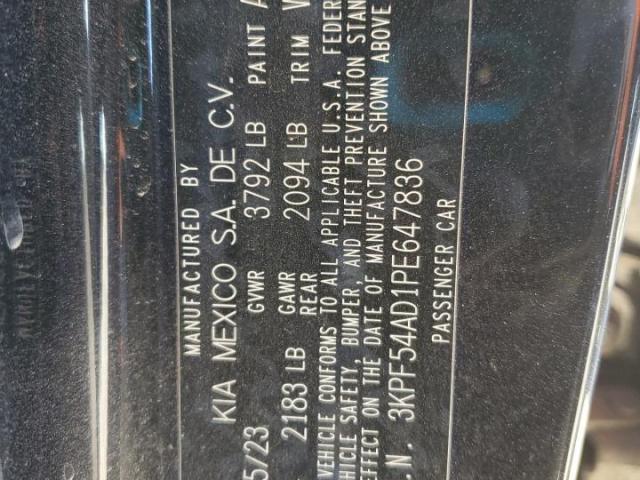 MANUFACTURED BY
KIA MEXICO S.A. DE C.V.
5/23 GVWR 3792 LB PAINT A
2183 LB GAWR REAR 2094 LB TRIM
VEHICLE CONFORMS TO ALL APPLICABLE U.S.A. FEDER
HICLE SAFETY, BUMPER, AND THEFT PREVENTION STAN
EFFECT ON THE DATE OF MANUFACTURE SHOWN ABOVE
.N. 3KPF54AD1PE647836
PASSENGER CAR